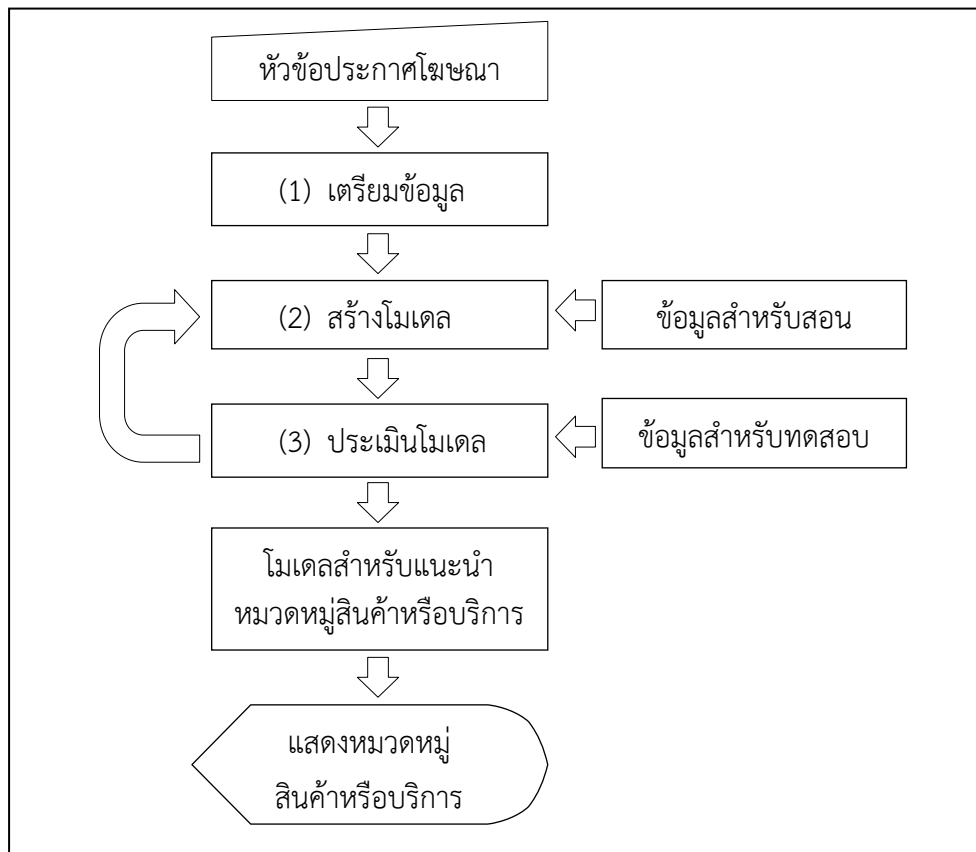 หัวข้อประกาศโฆษณา
(1) เตรียมข้อมูล
(2) สร้างโมเดล
ข้อมูลสำหรับสอน
(3) ประเมินโมเดล
ข้อมูลสำหรับทดสอบ
โมเดลสำหรับแนะนำ
หมวดหมู่สินค้าหรือบริการ
แสดงหมวดหมู่
สินค้าหรือบริการ